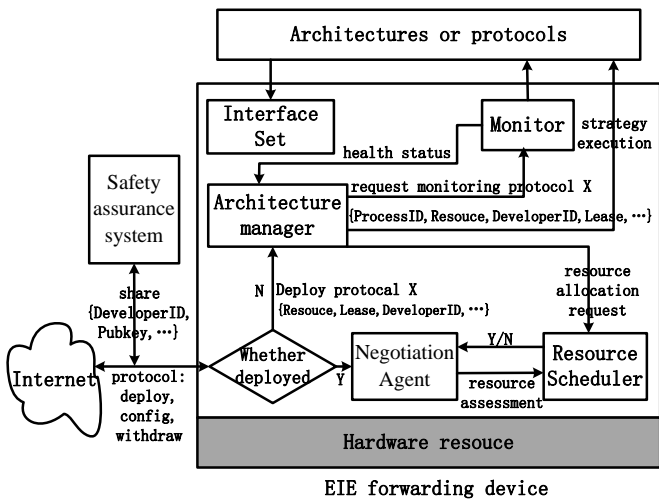 Architectures or protocols
Interface
Set
Monitor
strategy
execution
health status
Safety
assurance
system
Architecture
manager
request monitoring protocol X
{ProcessID, Resouce, DeveloperID, Lease, …}
share
{DeveloperID,
Pubkey, …}
N
Deploy protocal X
{Resouce, Lease, DeveloperID, …}
resource
allocation
request
Internet
protocol:
deploy,
config,
withdraw
Whether
deployed
Y
Negotiation
Agent
Y/N
resource
assessment
Resource
Scheduler
Hardware resouce
EIE forwarding device